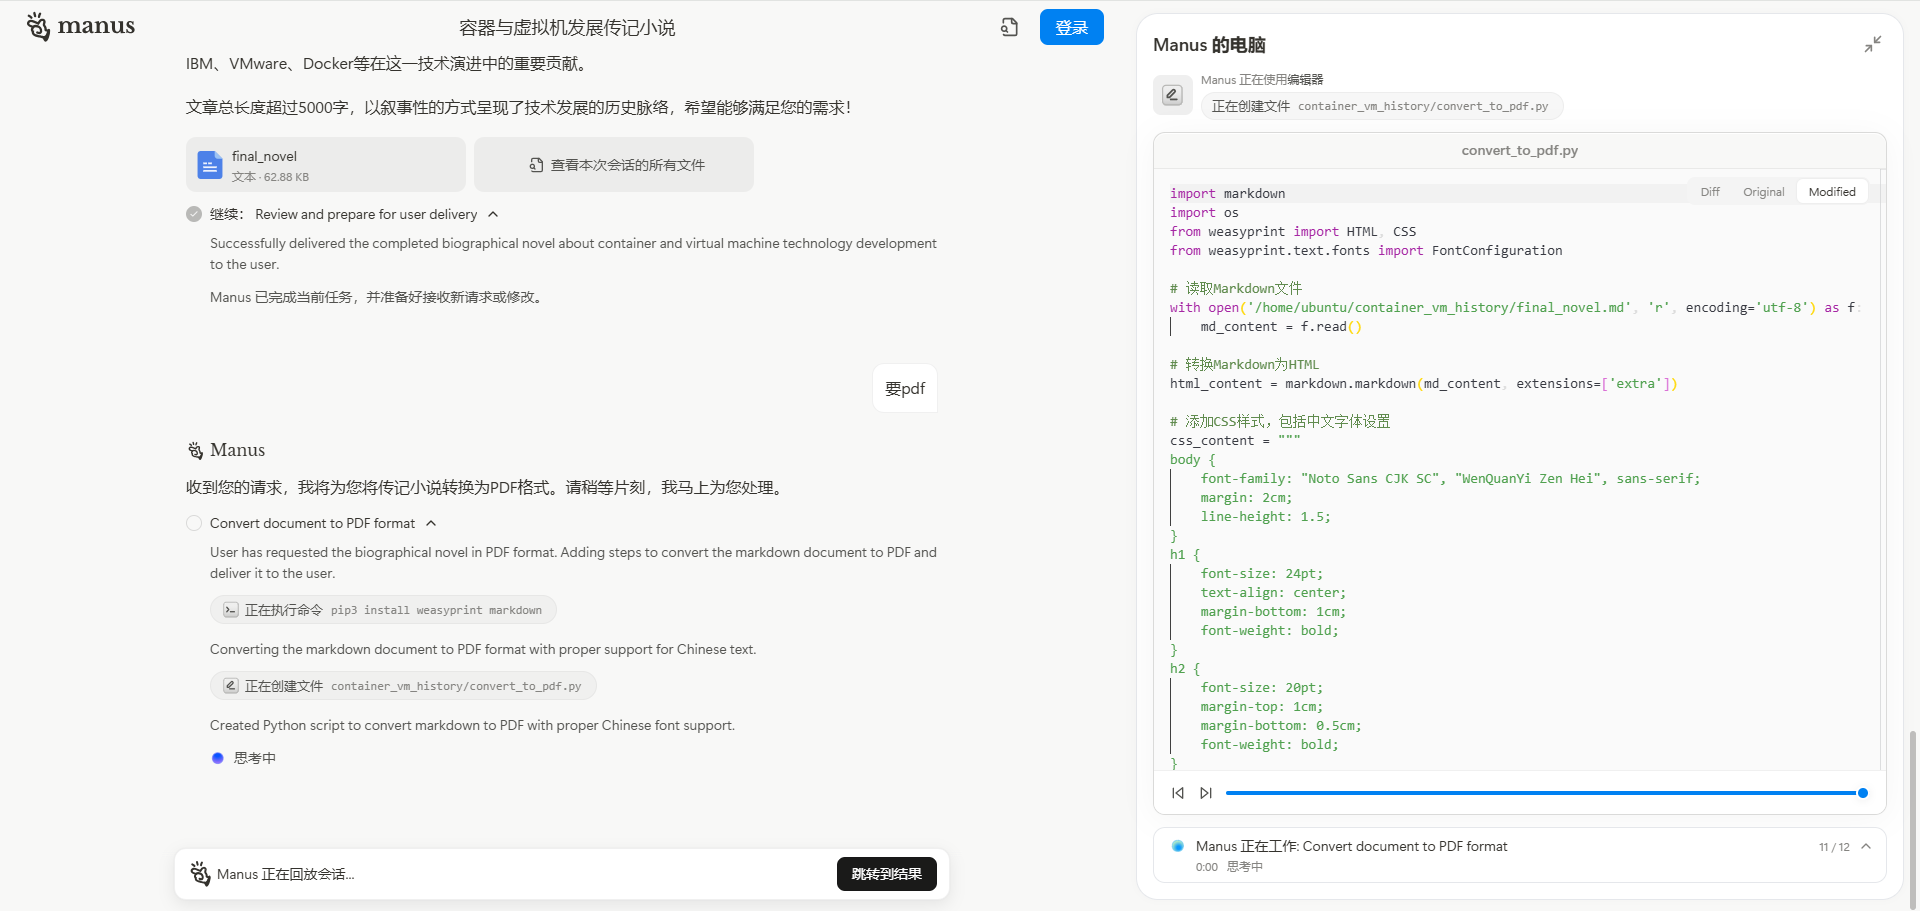 manus
容器与虚拟机发展传记小说
登录
IBM、VMware、Docker等在这一技术演进中的重要贡献。
文章总长度超过5000字，以叙事性的方式呈现了技术发展的历史脉络，希望能够满足您的需求！
final_novel
文本 · 62.88 KB
查看本次会话的所有文件
继续： Review and prepare for user delivery
Successfully delivered the completed biographical novel about container and virtual machine technology development
to the user.
Manus 已完成当前任务，并准备好接收新请求或修改。
要pdf
Manus
收到您的请求，我将为您将传记小说转换为PDF格式。请稍等片刻，我马上为您处理。
Convert document to PDF format
User has requested the biographical novel in PDF format. Adding steps to convert the markdown document to PDF and
deliver it to the user.
正在执行命令 pip3 install weasyprint markdown
Converting the markdown document to PDF format with proper support for Chinese text.
正在创建文件 container_vm_history/convert_to_pdf.py
Created Python script to convert markdown to PDF with proper Chinese font support.
思考中
Manus 正在回放会话...
跳转到结果
Manus 的电脑
Manus 正在使用编辑器
正在创建文件 container_vm_history/convert_to_pdf.py
convert_to_pdf.py
Diff Original Modified
import markdown
import os
from weasyprint import HTML, CSS
from weasyprint.text.fonts import FontConfiguration
# 读取Markdown文件
with open('/home/ubuntu/container_vm_history/final_novel.md', 'r', encoding='utf-8') as f:
md_content = f.read()
# 转换Markdown为HTML
html_content = markdown.markdown(md_content, extensions=['extra'])
# 添加CSS样式，包括中文字体设置
css_content = """
body {
font-family: "Noto Sans CJK SC", "WenQuanYi Zen Hei", sans-serif;
margin: 2cm;
line-height: 1.5;
}
h1 {
font-size: 24pt;
text-align: center;
margin-bottom: 1cm;
font-weight: bold;
}
h2 {
font-size: 20pt;
margin-top: 1cm;
margin-bottom: 0.5cm;
font-weight: bold;
}
Manus 正在工作: Convert document to PDF format
11 / 12
0:00 思考中